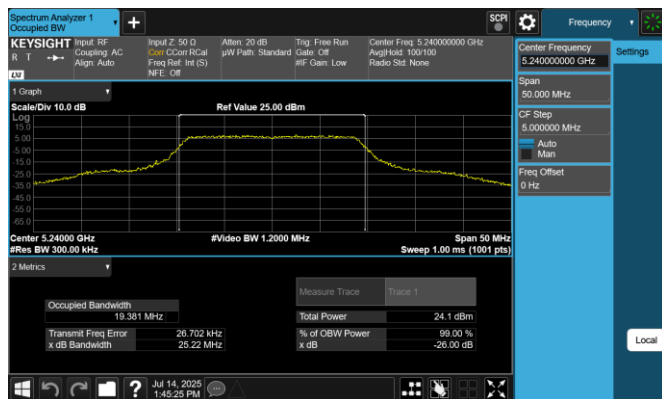 Spectrum Analyzer 1
Occupied BW
+
SCPI
Frequency
KEYSIGHT
R T
LXI
Input: RF
Coupling: AC
Align: Auto
Input Z: 50 Ω
Corr CCorr RCal
Freq Ref: Int (S)
NFE: Off
Atten: 20 dB
µW Path: Standard
Trig: Free Run
Gate: Off
#IF Gain: Low
Center Freq: 5.240000000 GHz
Avg|Hold: 100/100
Radio Std: None
Center Frequency
5.240000000 GHz
Settings
Span
50.000 MHz
CF Step
5.000000 MHz
Auto
Man
Freq Offset
0 Hz
Local
1 Graph
Scale/Div 10.0 dB
Ref Value 25.00 dBm
Log
15.0
5.00
-5.00
-15.0
-25.0
-35.0
-45.0
-55.0
-65.0
Center 5.24000 GHz
#Video BW 1.2000 MHz
Span 50 MHz
#Res BW 300.00 kHz
Sweep 1.00 ms (1001 pts)
2 Metrics
Measure Trace
Trace 1
Occupied Bandwidth
19.381 MHz
Total Power
24.1 dBm
Transmit Freq Error
26.702 kHz
% of OBW Power
99.00 %
x dB Bandwidth
25.22 MHz
x dB
-26.00 dB
?
Jul 14, 2025
1:45:25 PM